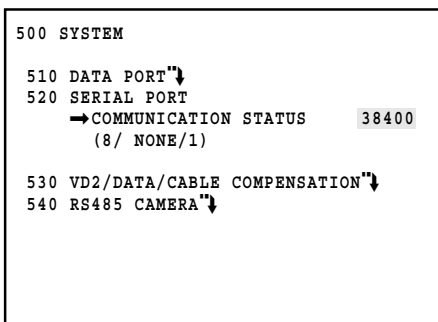 500 SYSTEM
510 DATA PORT
520 SERIAL PORT
➞COMMUNICATION STATUS 38400
(8/ NONE/1)
530 VD2/DATA/CABLE COMPENSATION
540 RS485 CAMERA